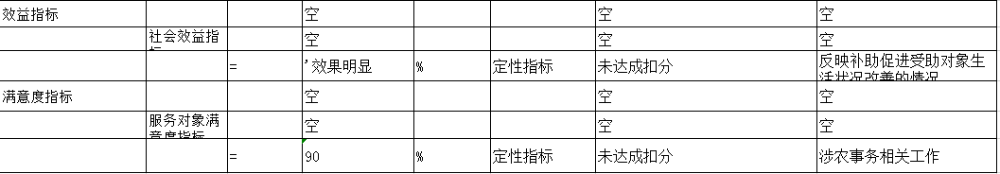 效益指标 空 空 空
社会效益指标 空 空 空
= '效果明显 % 定性指标 未达成扣分 反映补助促进受助对象生
活状况改善的情况
满意度指标 空 空 空
服务对象满
意度指标 空 空 空
= 90 % 定性指标 未达成扣分 涉农事务相关工作